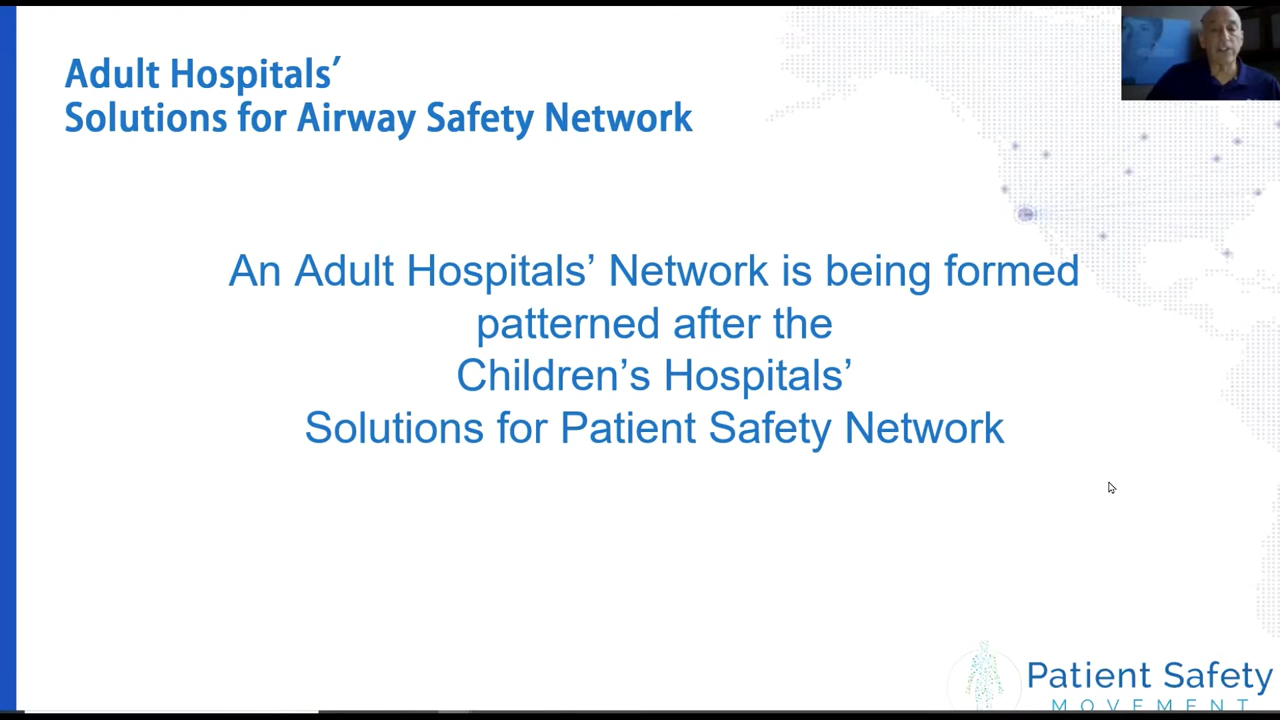 Adult Hospitals’
Solutions for Airway Safety Network
An Adult Hospitals’ Network is being formed
patterned after the
Children’s Hospitals’
Solutions for Patient Safety Network
Patient Safety
MOVEMENT